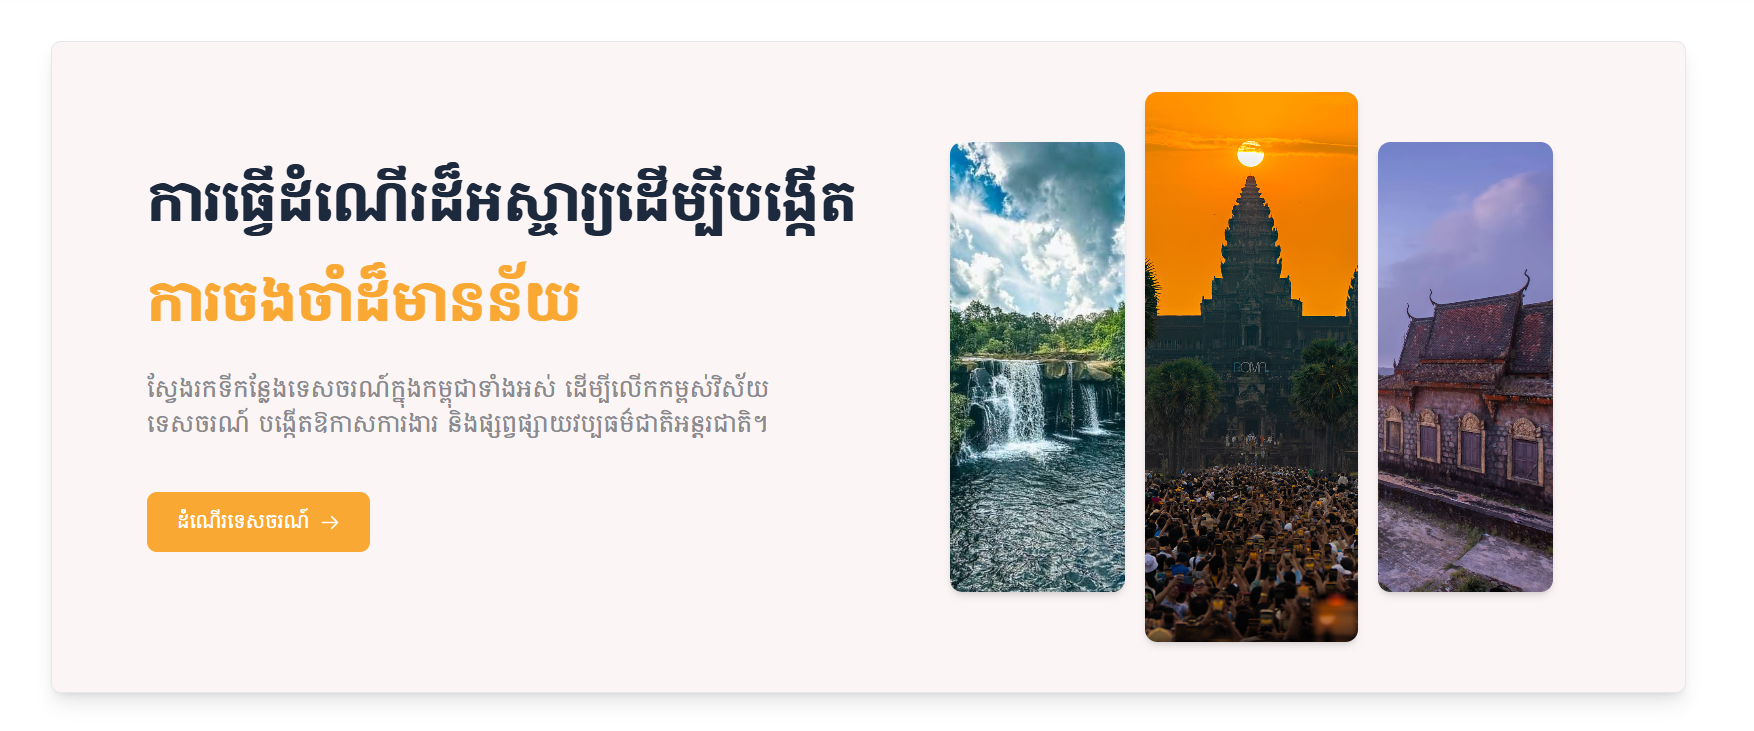 ការធ្វើដំណើរដ៏អស្ចារ្យដើម្បីបង្កើត
ការចងចាំដ៏មានន័យ
ស្វែងរកទីកន្លែងទេសចរណ៍ក្នុងកម្ពុជាទាំងអស់ ដើម្បីលើកកម្ពស់វិស័យ
ទេសចរណ៍ បង្កើតឱកាសការងារ និងផ្សព្វផ្សាយវប្បធម៌ជាតិអន្តរជាតិ។
ដំណើរទេសចរណ៍ →